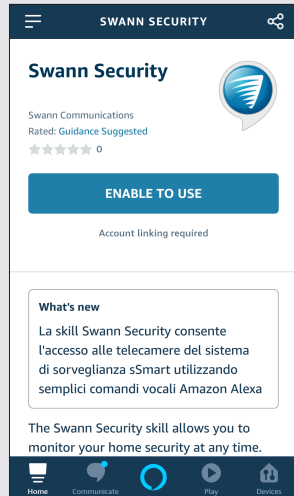 SWANN SECURITY
Swann Security
Swann Communications
Rated: Guidance Suggested
0
ENABLE TO USE
Account linking required
What's new
La skill Swann Security consente
l'accesso alle telecamere del sistema
di sorveglianza sSmart utilizzando
semplici comandi vocali Amazon Alexa
The Swann Security skill allows you to
monitor your home security at any time.
Home Communicate Play Devices